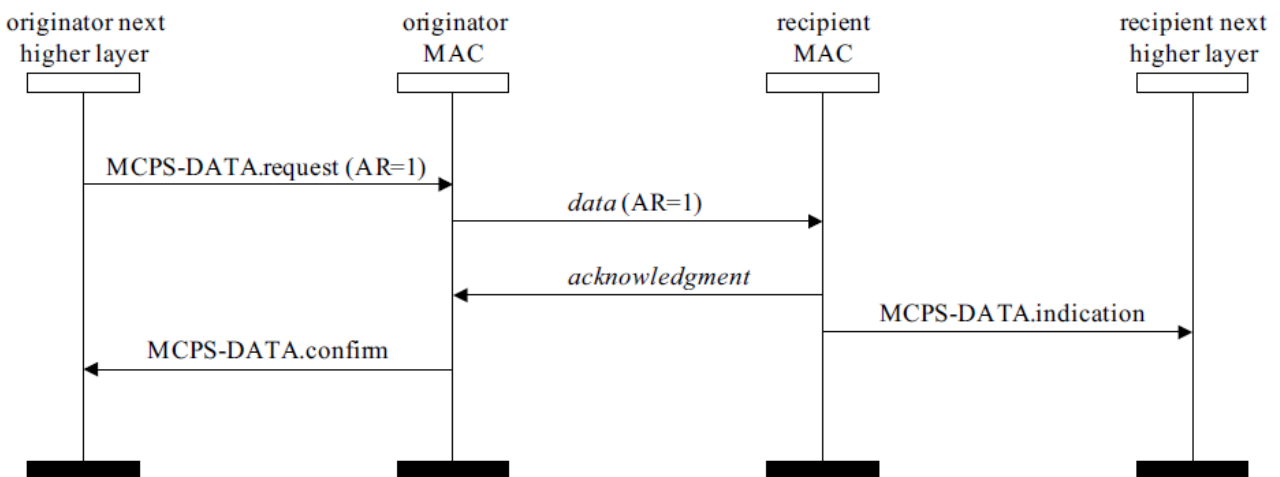 originator next
higher layer
originator
MAC
recipient
MAC
recipient next
higher layer
MCPS-DATA.request (AR=1)
data (AR=1)
acknowledgment
MCPS-DATA.indication
MCPS-DATA.confirm